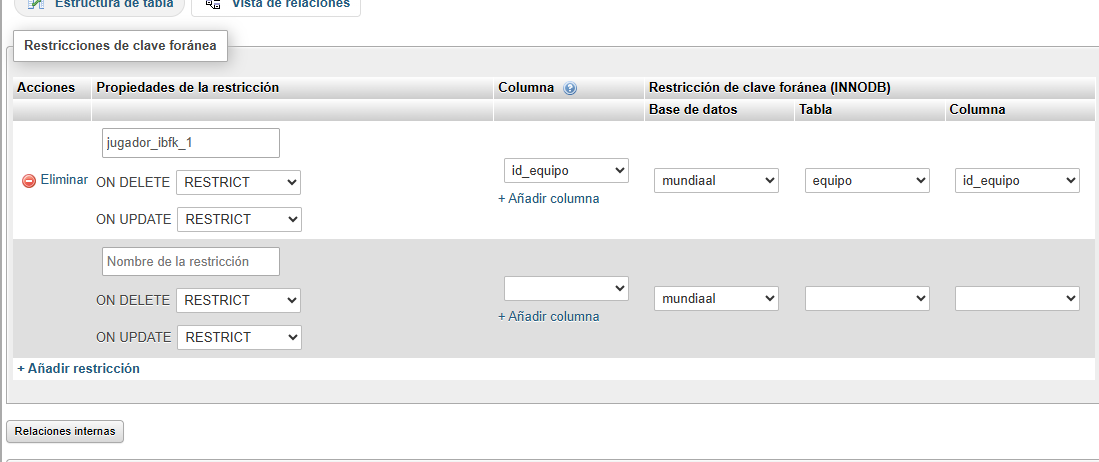 Estructura de tabla Vista de relaciones
Restricciones de clave foránea
Acciones Propiedades de la restricción Columna Restricción de clave foránea (INNODB)
Base de datos Tabla Columna
jugador_ibfk_1
Eliminar ON DELETE RESTRICT id_equipo mundiaal equipo id_equipo
+ Añadir columna
ON UPDATE RESTRICT
Nombre de la restricción
ON DELETE RESTRICT mundiaal
+ Añadir columna
ON UPDATE RESTRICT
+ Añadir restricción
Relaciones internas